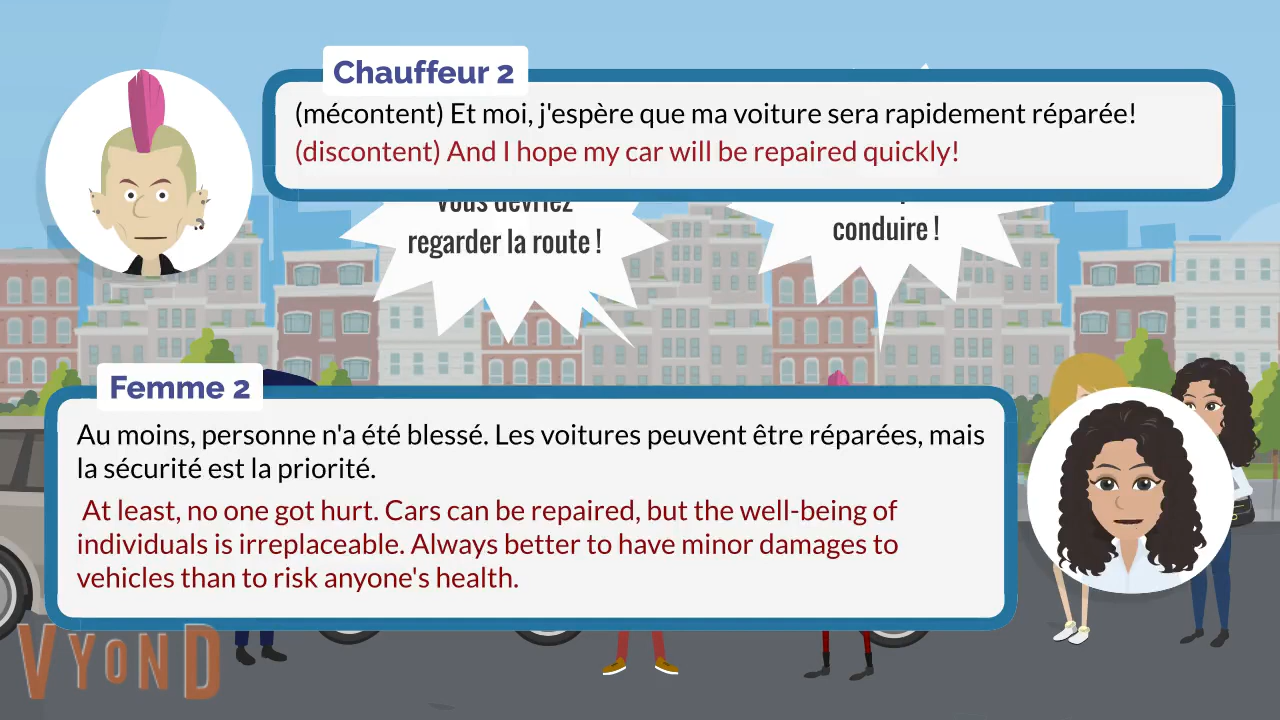 Chauffeur 2
(mécontent) Et moi, j'espère que ma voiture sera rapidement réparée!
(discontent) And I hope my car will be repaired quickly!
vous devriez
regarder la route !
conduire !
Femme 2
Au moins, personne n'a été blessé. Les voitures peuvent être réparées, mais
la sécurité est la priorité.
At least, no one got hurt. Cars can be repaired, but the well-being of
individuals is irreplaceable. Always better to have minor damages to
vehicles than to risk anyone's health.
VYOND